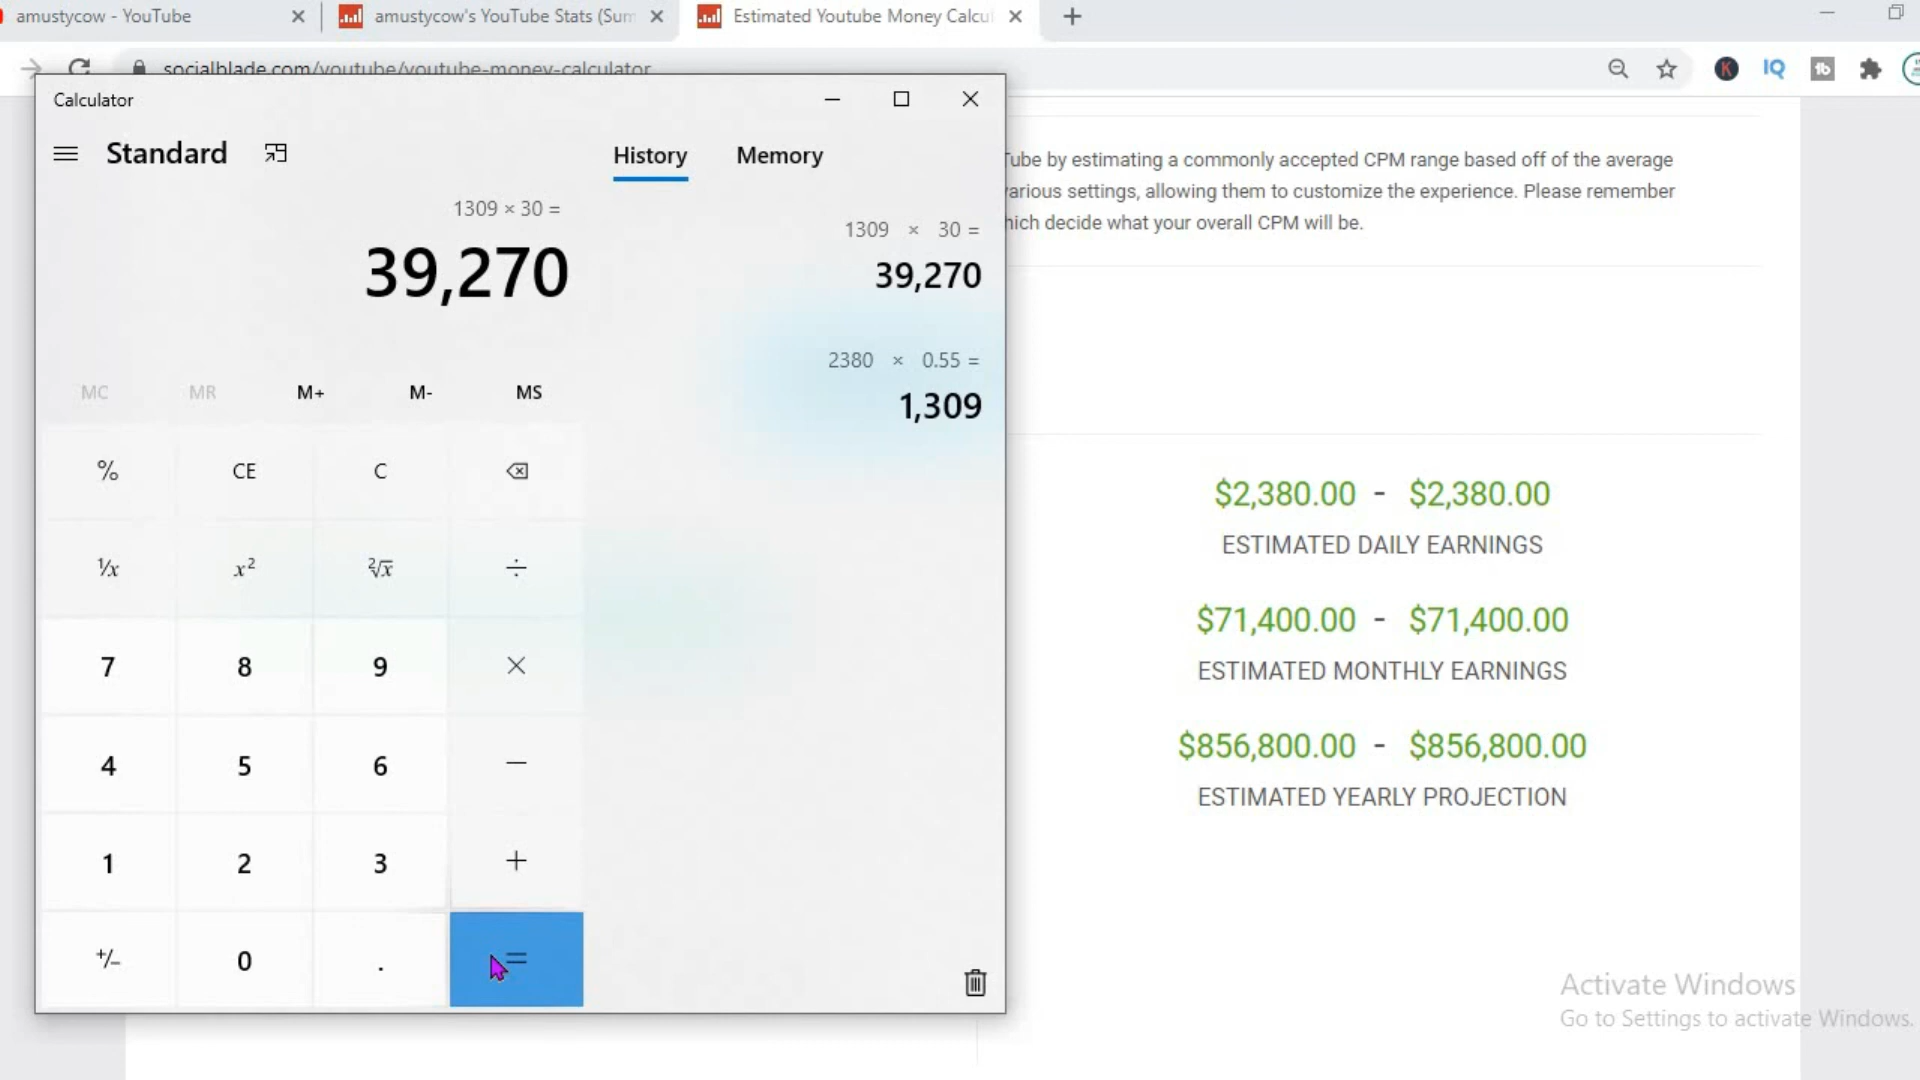 amustycow - YouTube
amustycow's YouTube Stats (Sum
Estimated Youtube Money Calcul
socialblade.com/youtube/youtube-money-calculator
K
IQ
tb
Calculator
Standard
History
Memory
1309 × 30 =
39,270
1309 × 30 =
39,270
2380 × 0.55 =
1,309
MC MR M+ M- MS
% CE C
¹/x x² ²√x ÷
7 8 9 ×
4 5 6 −
1 2 3 +
+/− 0 . =
Tube by estimating a commonly accepted CPM range based off of the average
various settings, allowing them to customize the experience. Please remember
hich decide what your overall CPM will be.
$2,380.00 - $2,380.00
ESTIMATED DAILY EARNINGS
$71,400.00 - $71,400.00
ESTIMATED MONTHLY EARNINGS
$856,800.00 - $856,800.00
ESTIMATED YEARLY PROJECTION
Activate Windows
Go to Settings to activate Windows.